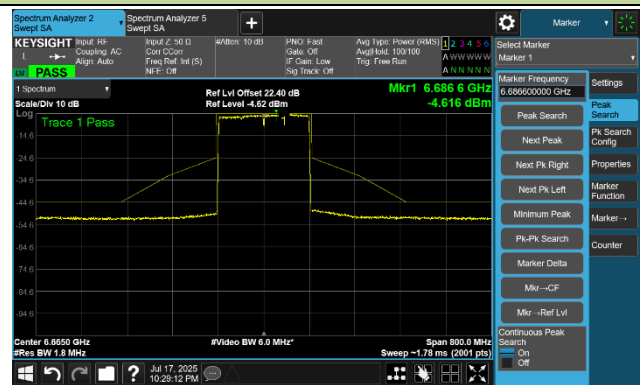 Spectrum Analyzer 2
Swept SA
Spectrum Analyzer 5
Swept SA
+
Marker
KEYSIGHT
L
LW PASS
Input: RF
Coupling: AC
Align: Auto
Input Z: 50 Ω
Corr CCorr
Freq Ref: Int (S)
NFE: Off
#Atten: 10 dB
PNO: Fast
Gate: Off
IF Gain: Low
Sig Track: Off
Avg Type: Power (RMS)
Avg|Hold: 100/100
Trig: Free Run
1 2 3 4 5 6
A W W W W W
A N N N N N
Select Marker
Marker 1
1 Spectrum
Scale/Div 10 dB
Ref Lvl Offset 22.40 dB
Ref Level -4.62 dBm
Mkr1 6.686 6 GHz
-4.616 dBm
Log
Trace 1 Pass
-14.6
-24.6
-34.6
-44.6
-54.6
-64.6
-74.6
-84.6
-94.6
Center 6.6650 GHz
#Res BW 1.8 MHz
#Video BW 6.0 MHz*
Span 800.0 MHz
Sweep ~1.78 ms (2001 pts)
Marker Frequency
6.686600000 GHz
Peak Search
Next Peak
Next Pk Right
Next Pk Left
Minimum Peak
Pk-Pk Search
Marker Delta
Mkr→CF
Mkr→Ref Lvl
Continuous Peak
Search
On
Off
Settings
Peak
Search
Pk Search
Config
Properties
Marker
Function
Marker→
Counter
?
Jul 17, 2025
10:29:12 PM